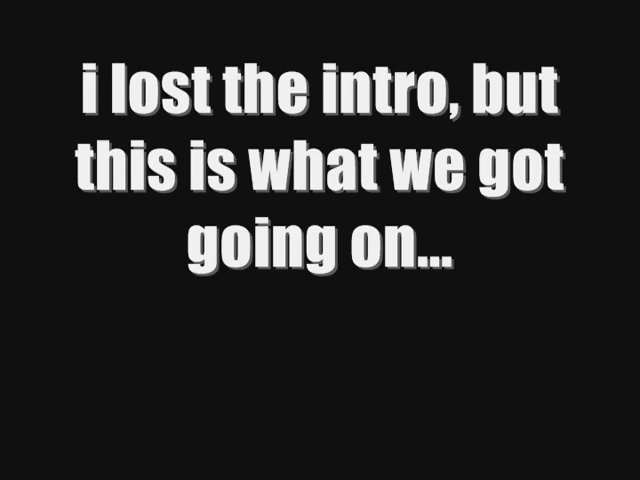 i lost the intro, but
this is what we got
going on...